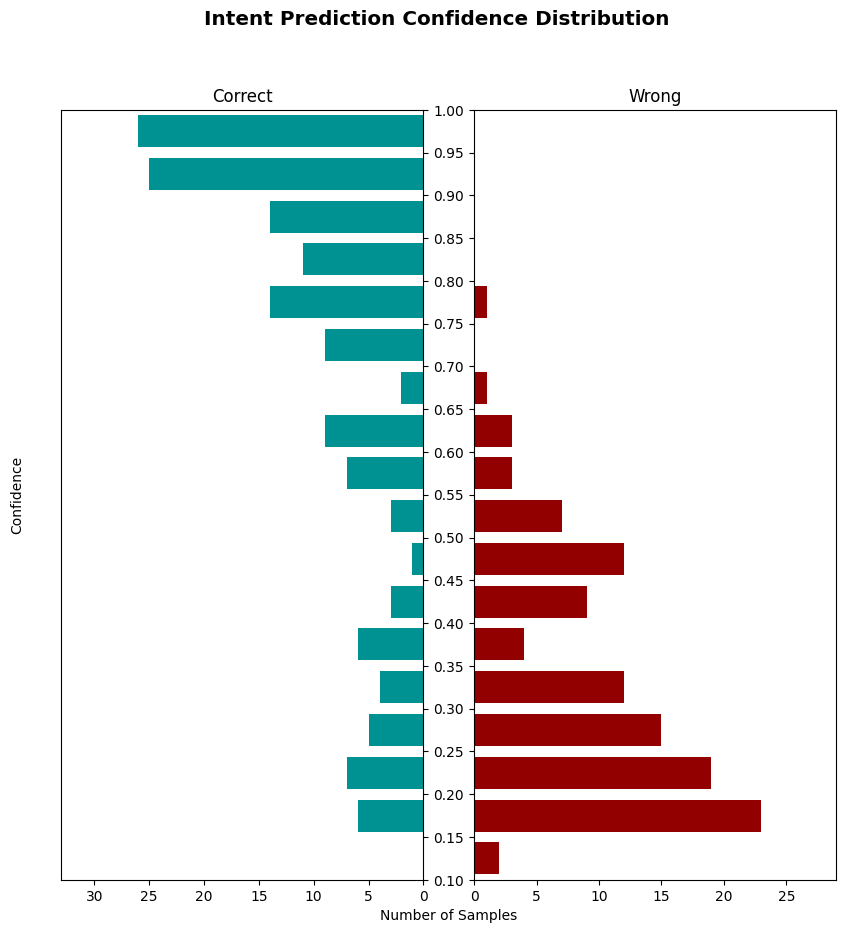 Intent Prediction Confidence Distribution
Correct
Wrong
1.00
0.95
0.90
0.85
0.80
0.75
0.70
0.65
0.60
0.55
0.50
0.45
0.40
0.35
0.30
0.25
0.20
0.15
0.10
Confidence
30 25 20 15 10 5 0
0 5 10 15 20 25
Number of Samples